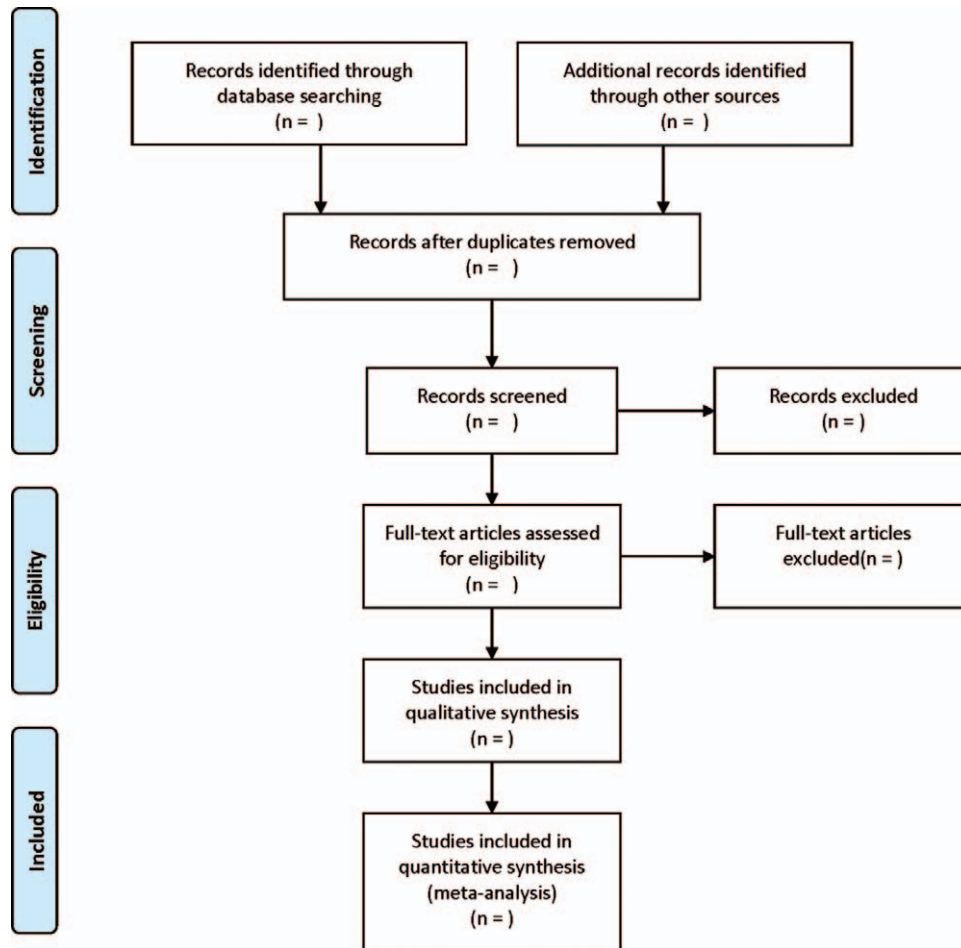 Identification
Records identified through
database searching
(n =  )
Additional records identified
through other sources
(n =  )
Records after duplicates removed
(n =  )
Screening
Records screened
(n =  )
Records excluded
(n = )
Eligibility
Full-text articles assessed
for eligibility
(n =  )
Full-text articles
excluded(n = )
Studies included in
qualitative synthesis
(n = )
Included
Studies included in
quantitative synthesis
(meta-analysis)
(n = )